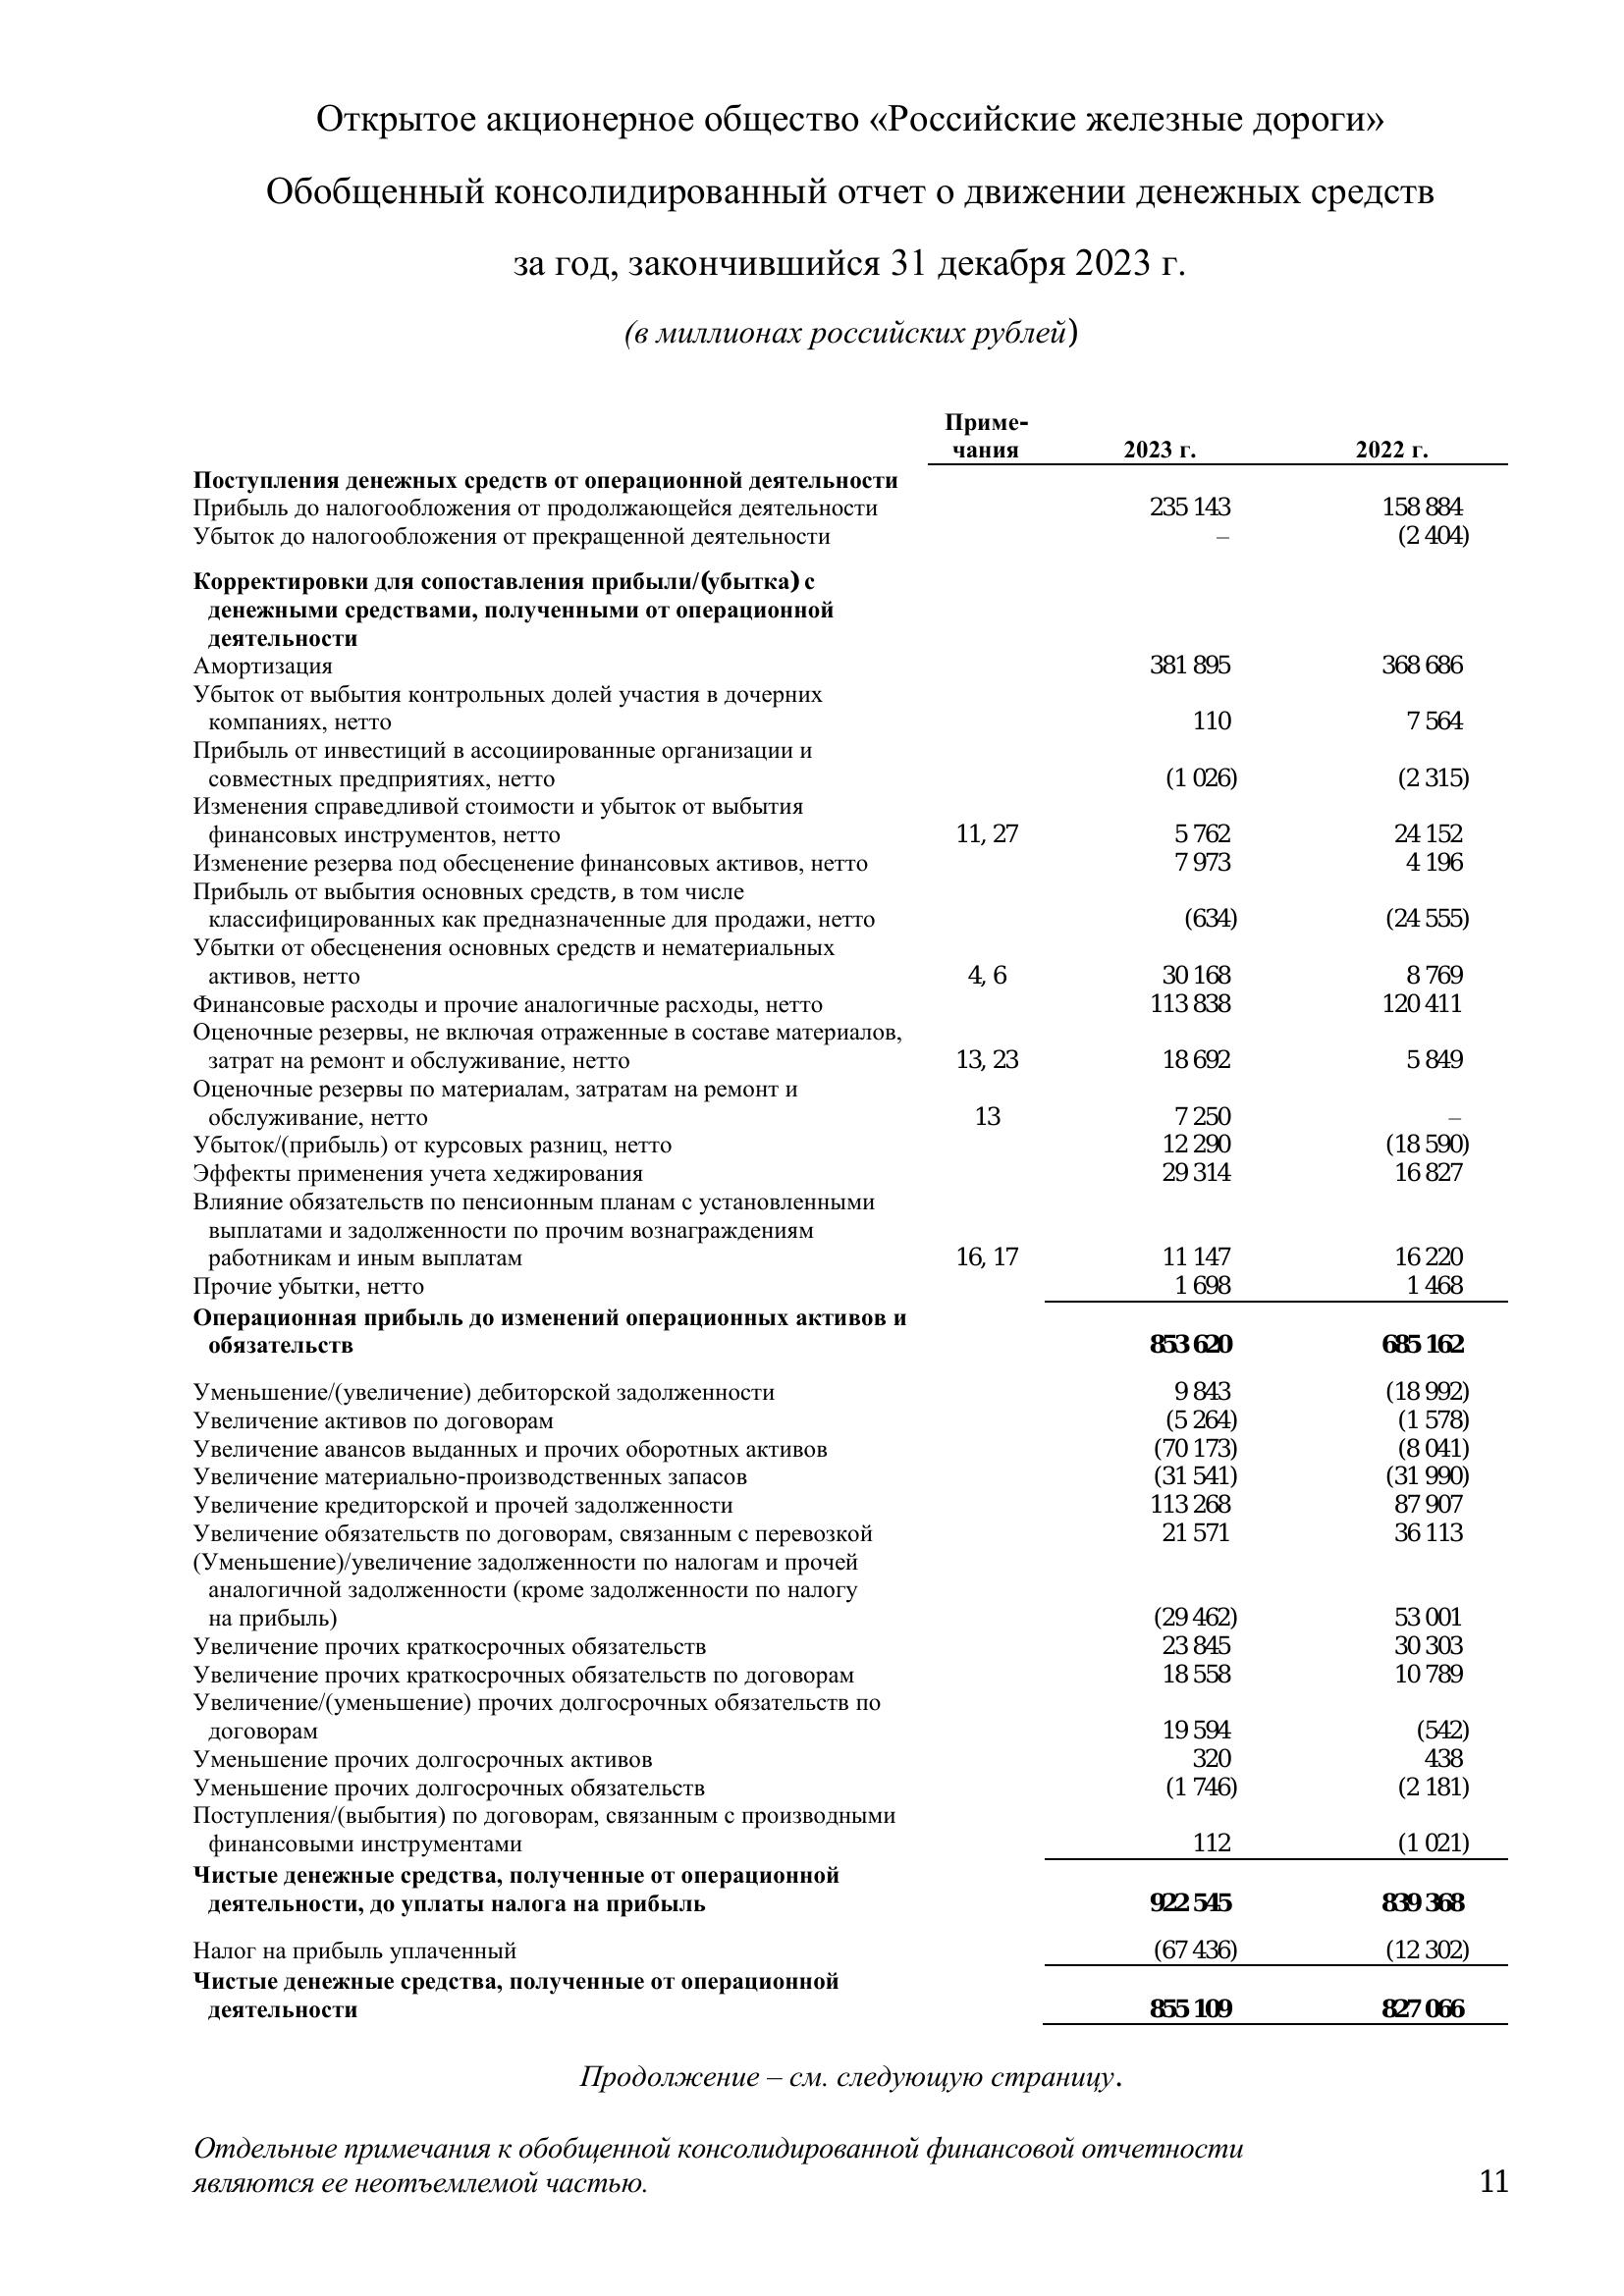 Открытое акционерное общество «Российские железные дороги»
Обобщенный консолидированный отчет о движении денежных средств
за год, закончившийся 31 декабря 2023 г.
(в миллионах российских рублей)
Приме-
чания 2023 г. 2022 г.
Поступления денежных средств от операционной деятельности
Прибыль до налогообложения от продолжающейся деятельности 235 143 158 884
Убыток до налогообложения от прекращенной деятельности – (2 404)
Корректировки для сопоставления прибыли/(убытка) с
денежными средствами, полученными от операционной
деятельности
Амортизация 381 895 368 686
Убыток от выбытия контрольных долей участия в дочерних
компаниях, нетто 110 7 564
Прибыль от инвестиций в ассоциированные организации и
совместных предприятиях, нетто (1 026) (2 315)
Изменения справедливой стоимости и убыток от выбытия
финансовых инструментов, нетто 11, 27 5 762 24 152
Изменение резерва под обесценение финансовых активов, нетто 7 973 4 196
Прибыль от выбытия основных средств, в том числе
классифицированных как предназначенные для продажи, нетто (634) (24 555)
Убытки от обесценения основных средств и нематериальных
активов, нетто 4, 6 30 168 8 769
Финансовые расходы и прочие аналогичные расходы, нетто 113 838 120 411
Оценочные резервы, не включая отраженные в составе материалов,
затрат на ремонт и обслуживание, нетто 13, 23 18 692 5 849
Оценочные резервы по материалам, затратам на ремонт и
обслуживание, нетто 13 7 250 –
Убыток/(прибыль) от курсовых разниц, нетто 12 290 (18 590)
Эффекты применения учета хеджирования 29 314 16 827
Влияние обязательств по пенсионным планам с установленными
выплатами и задолженности по прочим вознаграждениям
работникам и иным выплатам 16, 17 11 147 16 220
Прочие убытки, нетто 1 698 1 468
Операционная прибыль до изменений операционных активов и
обязательств 853 620 685 162
Уменьшение/(увеличение) дебиторской задолженности 9 843 (18 992)
Увеличение активов по договорам (5 264) (1 578)
Увеличение авансов выданных и прочих оборотных активов (70 173) (8 041)
Увеличение материально-производственных запасов (31 541) (31 990)
Увеличение кредиторской и прочей задолженности 113 268 87 907
Увеличение обязательств по договорам, связанным с перевозкой 21 571 36 113
(Уменьшение)/увеличение задолженности по налогам и прочей
аналогичной задолженности (кроме задолженности по налогу
на прибыль) (29 462) 53 001
Увеличение прочих краткосрочных обязательств 23 845 30 303
Увеличение прочих краткосрочных обязательств по договорам 18 558 10 789
Увеличение/(уменьшение) прочих долгосрочных обязательств по
договорам 19 594 (542)
Уменьшение прочих долгосрочных активов 320 438
Уменьшение прочих долгосрочных обязательств (1 746) (2 181)
Поступления/(выбытия) по договорам, связанным с производными
финансовыми инструментами 112 (1 021)
Чистые денежные средства, полученные от операционной
деятельности, до уплаты налога на прибыль 922 545 839 368
Налог на прибыль уплаченный (67 436) (12 302)
Чистые денежные средства, полученные от операционной
деятельности 855 109 827 066
Продолжение – см. следующую страницу.
Отдельные примечания к обобщенной консолидированной финансовой отчетности
являются ее неотъемлемой частью. 11